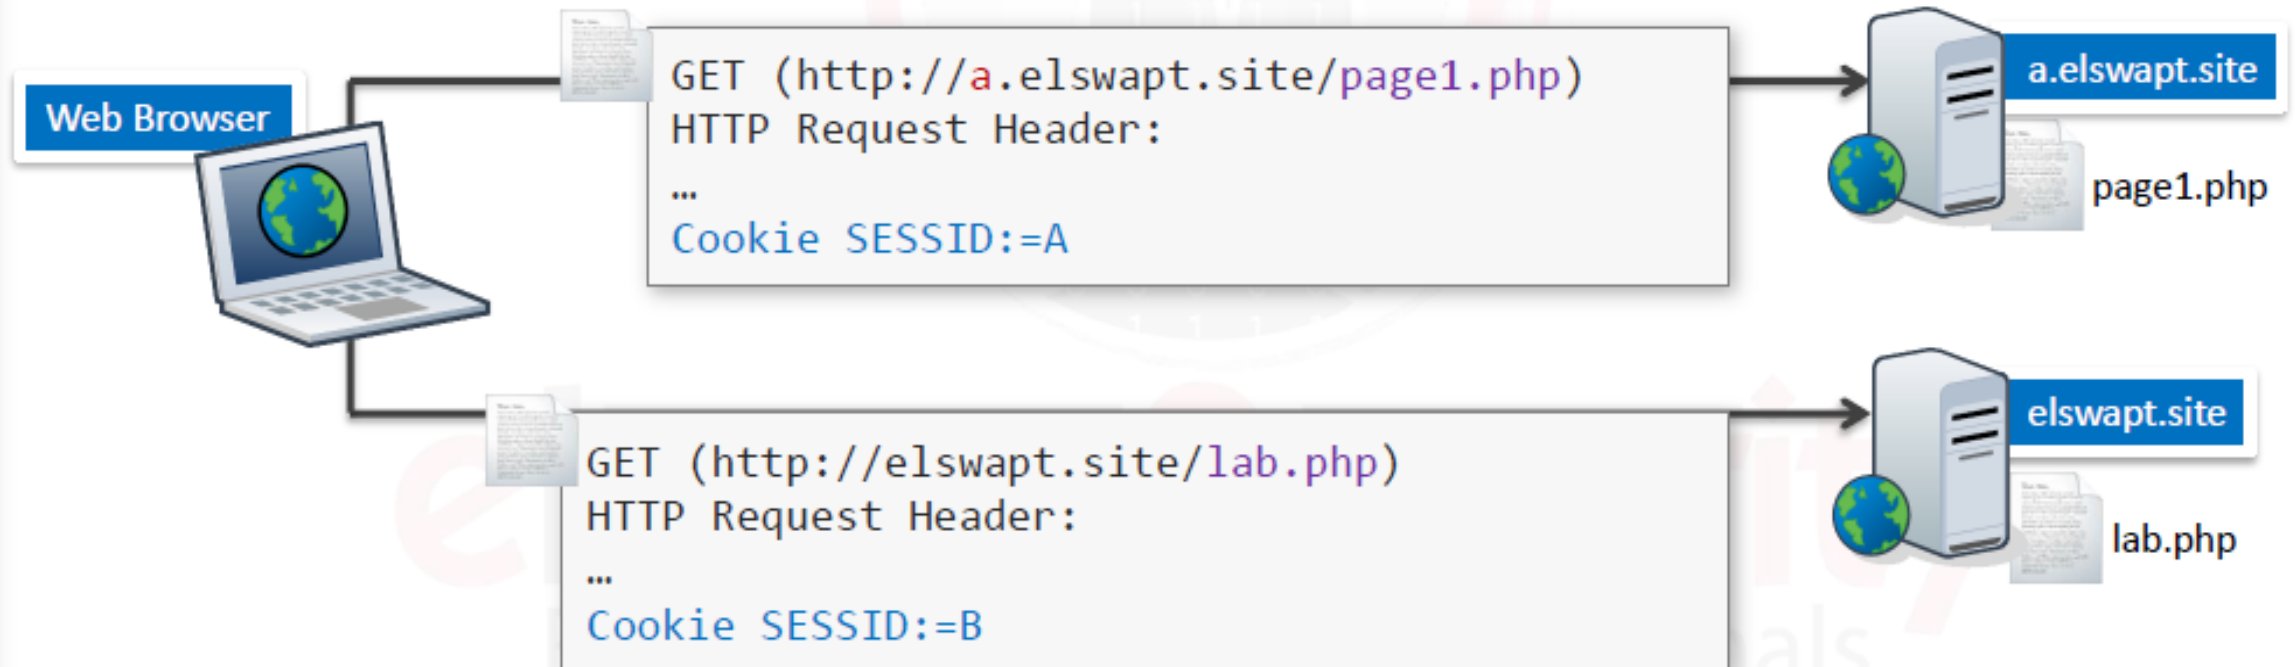 Web Browser
GET (http://a.elswapt.site/page1.php)
HTTP Request Header:
…
Cookie SESSID:=A
a.elswapt.site
page1.php
GET (http://elswapt.site/lab.php)
HTTP Request Header:
…
Cookie SESSID:=B
elswapt.site
lab.php